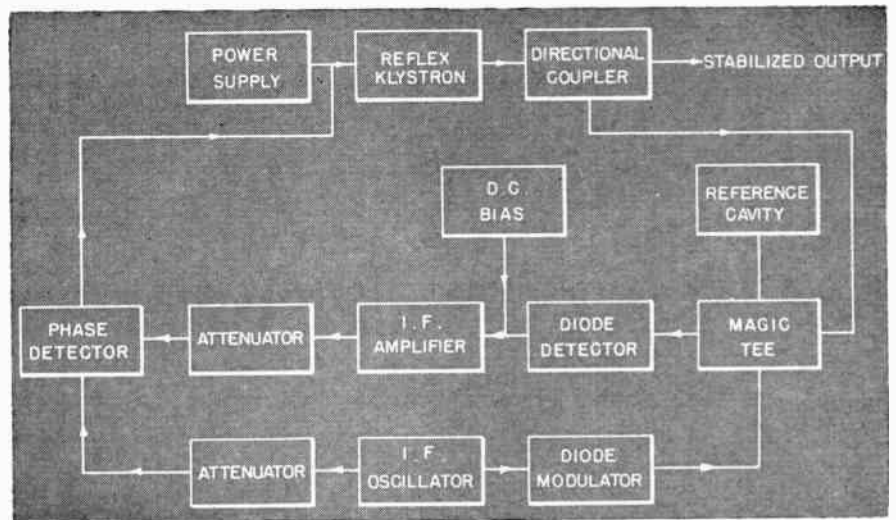 POWER
SUPPLY
REFLEX
KLYSTRON
DIRECTIONAL
COUPLER
STABILIZED OUTPUT
D.C.
BIAS
REFERENCE
CAVITY
PHASE
DETECTOR
ATTENUATOR
I.F.
AMPLIFIER
DIODE
DETECTOR
MAGIC
TEE
ATTENUATOR
I.F.
OSCILLATOR
DIODE
MODULATOR